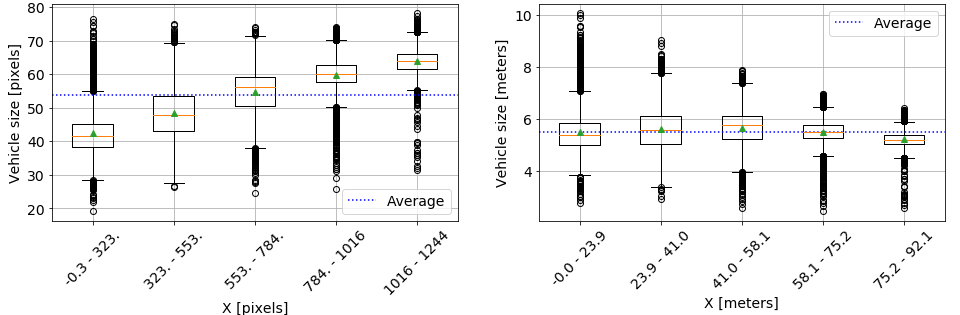 80
70
60
50
40
30
20
Vehicle size [pixels]
Average
-0.3 - 323.
323. - 553.
553. - 784.
784. - 1016
1016 - 1244
X [pixels]
10
8
6
4
Vehicle size [meters]
Average
-0.0 - 23.9
23.9 - 41.0
41.0 - 58.1
58.1 - 75.2
75.2 - 92.1
X [meters]